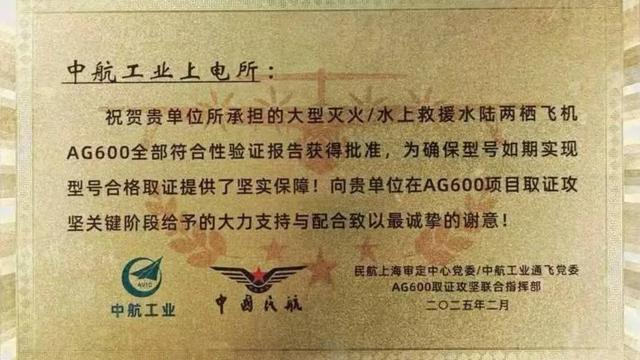 中航工业上电所：
祝贺贵单位所承担的大型灭火/水上救援水陆两栖飞机
AG600全部符合性验证报告获得批准，为确保型号如期实现
型号合格取证提供了坚实保障！向贵单位在AG600项目取证攻
坚关键阶段给予的大力支持与配合致以最诚挚的谢意！
AVIC
中航工业
中国民航
民航上海审定中心党委/中航工业通飞党委
AG600取证攻坚联合指挥部
二〇二五年二月